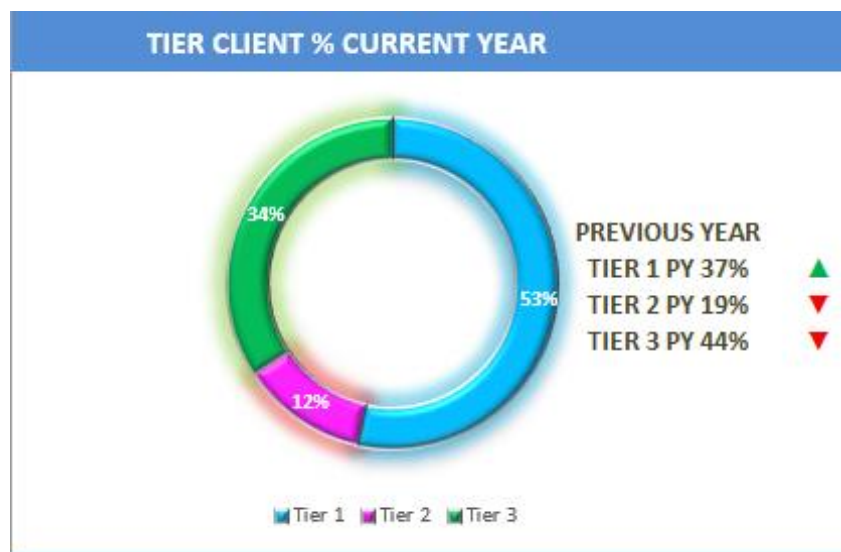 TIER CLIENT % CURRENT YEAR
34%
53%
12%
PREVIOUS YEAR
TIER 1 PY 37% ▲
TIER 2 PY 19% ▼
TIER 3 PY 44% ▼
Tier 1 Tier 2 Tier 3